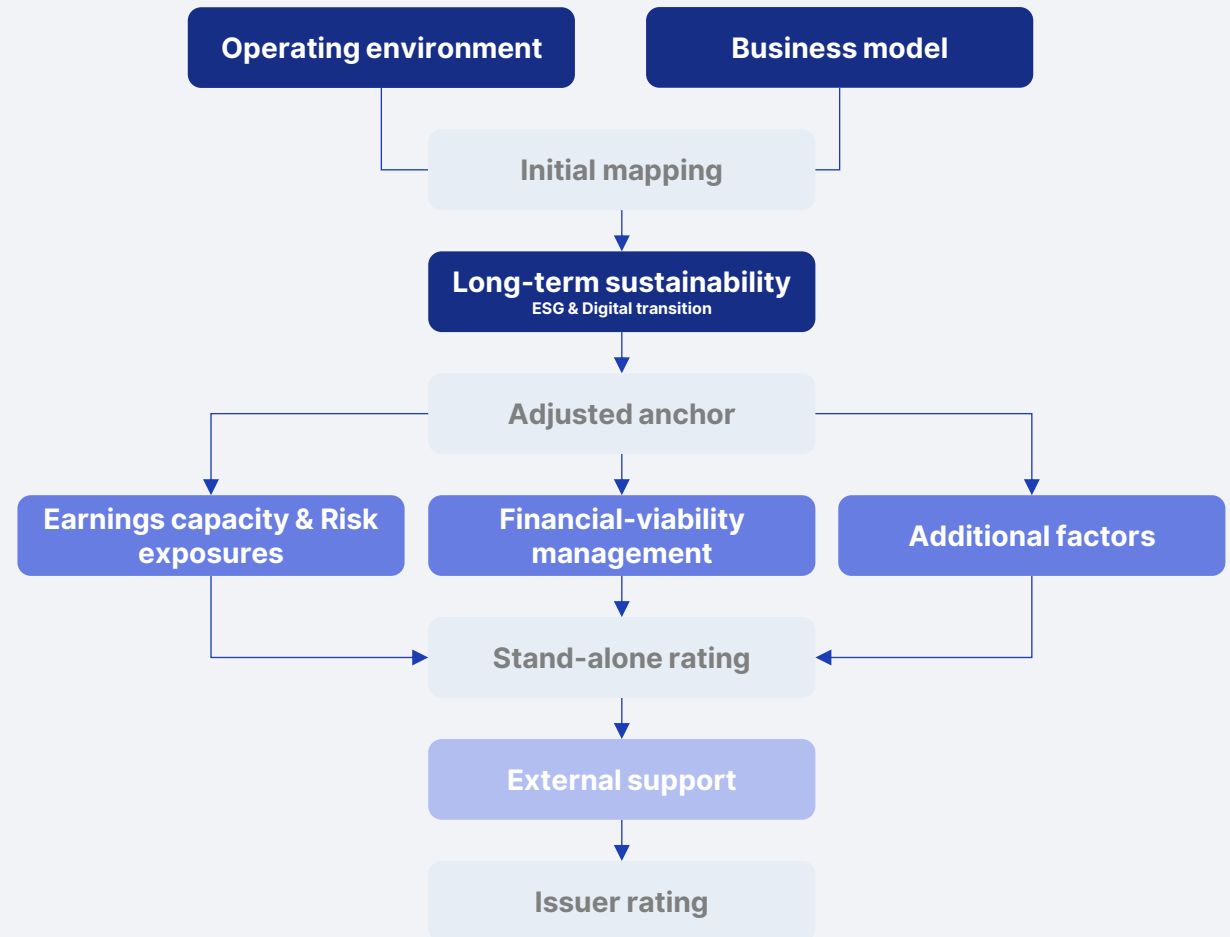 Operating environment
Business model
Initial mapping
Long-term sustainability
ESG & Digital transition
Adjusted anchor
Earnings capacity & Risk
exposures
Financial-viability
management
Additional factors
Stand-alone rating
External support
Issuer rating